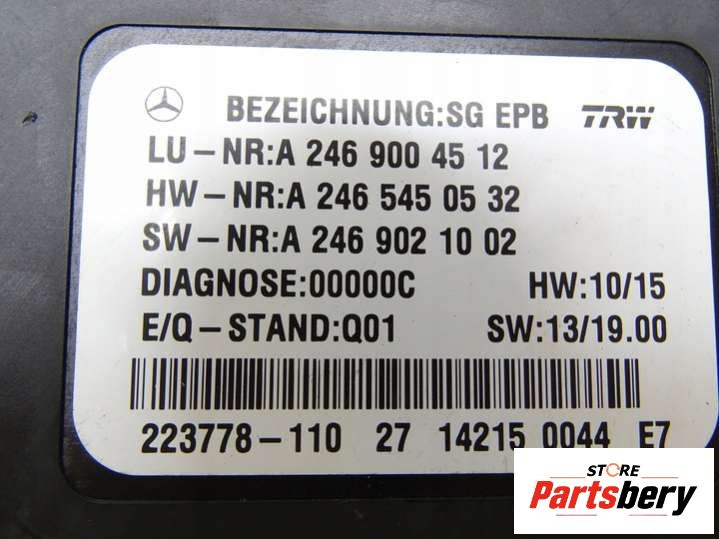 BEZEICHNUNG:SG EPB TRW
LU-NR:A 246 900 45 12
HW-NR:A 246 545 05 32
SW-NR:A 246 902 10 02
DIAGNOSE:00000C HW:10/15
E/Q-STAND:Q01 SW:13/19.00
223778-110 27 14215 0044 E7
STORE
Partsbery